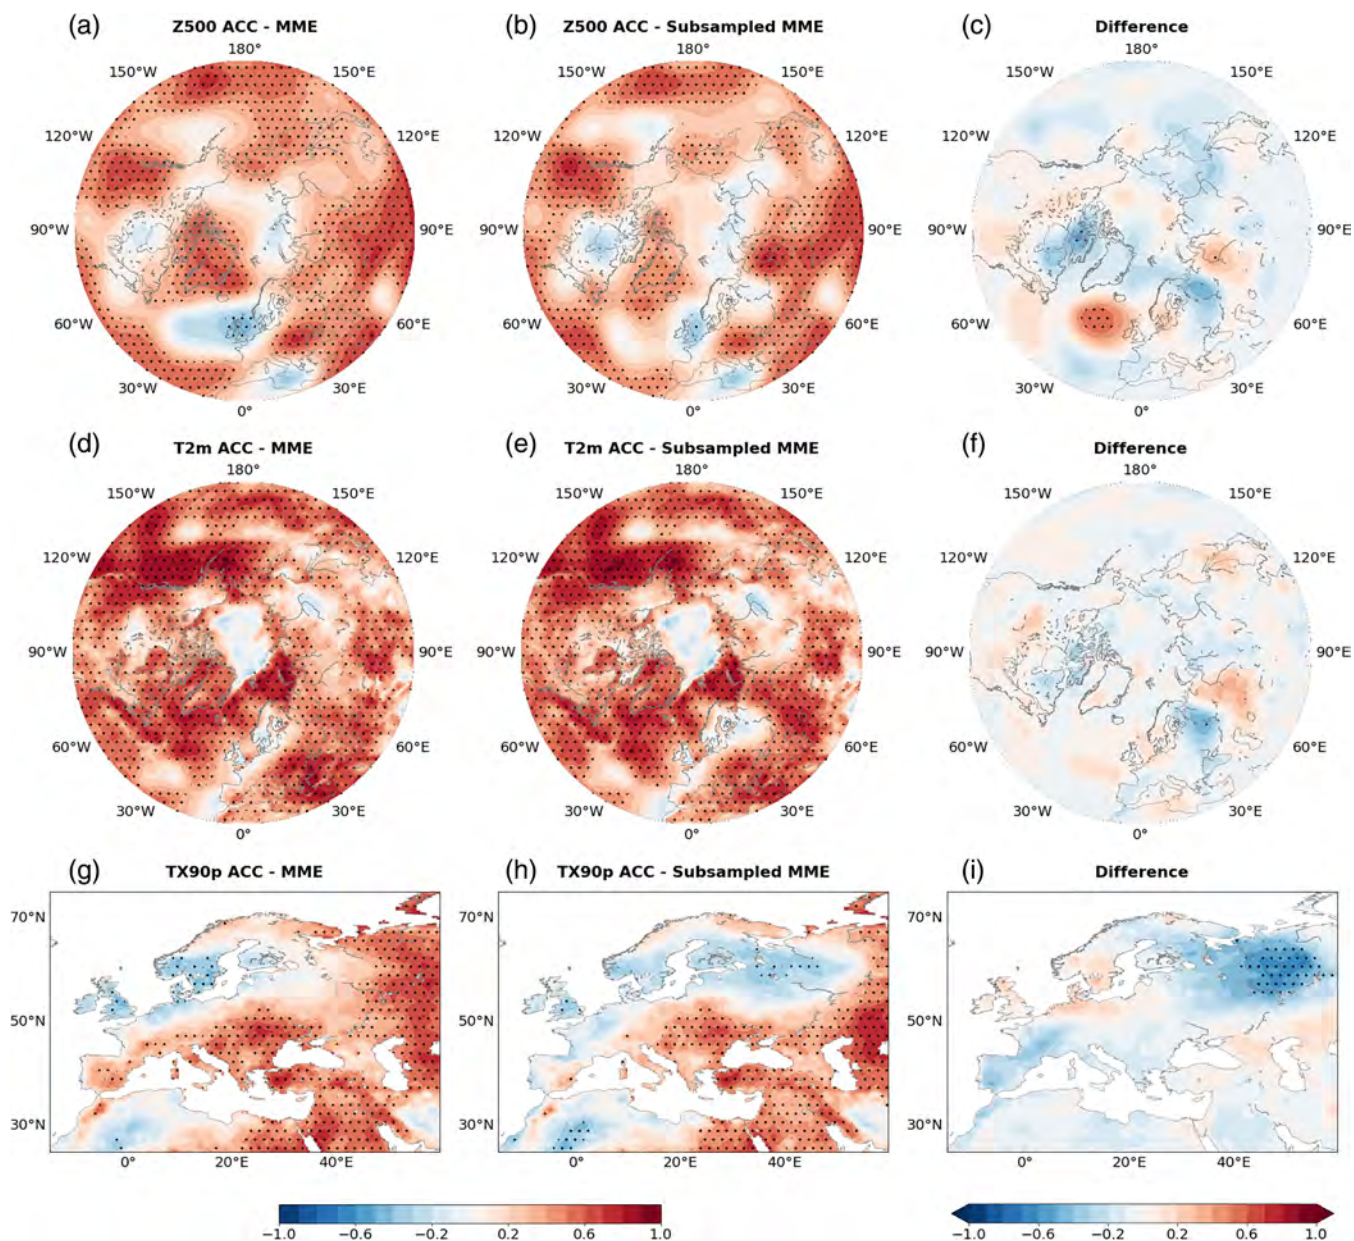 (a) Z500 ACC - MME
(b) Z500 ACC - Subsampled MME
(c) Difference
180° 180° 180°
150°W 150°E 150°W 150°E 150°W 150°E
120°W 120°E 120°W 120°E 120°W 120°E
90°W 90°E 90°W 90°E 90°W 90°E
60°W 60°E 60°W 60°E 60°W 60°E
30°W 30°E 30°W 30°E 30°W 30°E
0° 0° 0°
(d) T2m ACC - MME
(e) T2m ACC - Subsampled MME
(f) Difference
180° 180° 180°
150°W 150°E 150°W 150°E 150°W 150°E
120°W 120°E 120°W 120°E 120°W 120°E
90°W 90°E 90°W 90°E 90°W 90°E
60°W 60°E 60°W 60°E 60°W 60°E
30°W 30°E 30°W 30°E 30°W 30°E
0° 0° 0°
(g) TX90p ACC - MME
(h) TX90p ACC - Subsampled MME
(i) Difference
70°N 70°N 70°N
50°N 50°N 50°N
30°N 30°N 30°N
0° 20°E 40°E 0° 20°E 40°E 0° 20°E 40°E
−1.0 −0.6 −0.2 0.2 0.6 1.0 −1.0 −0.6 −0.2 0.2 0.6 1.0